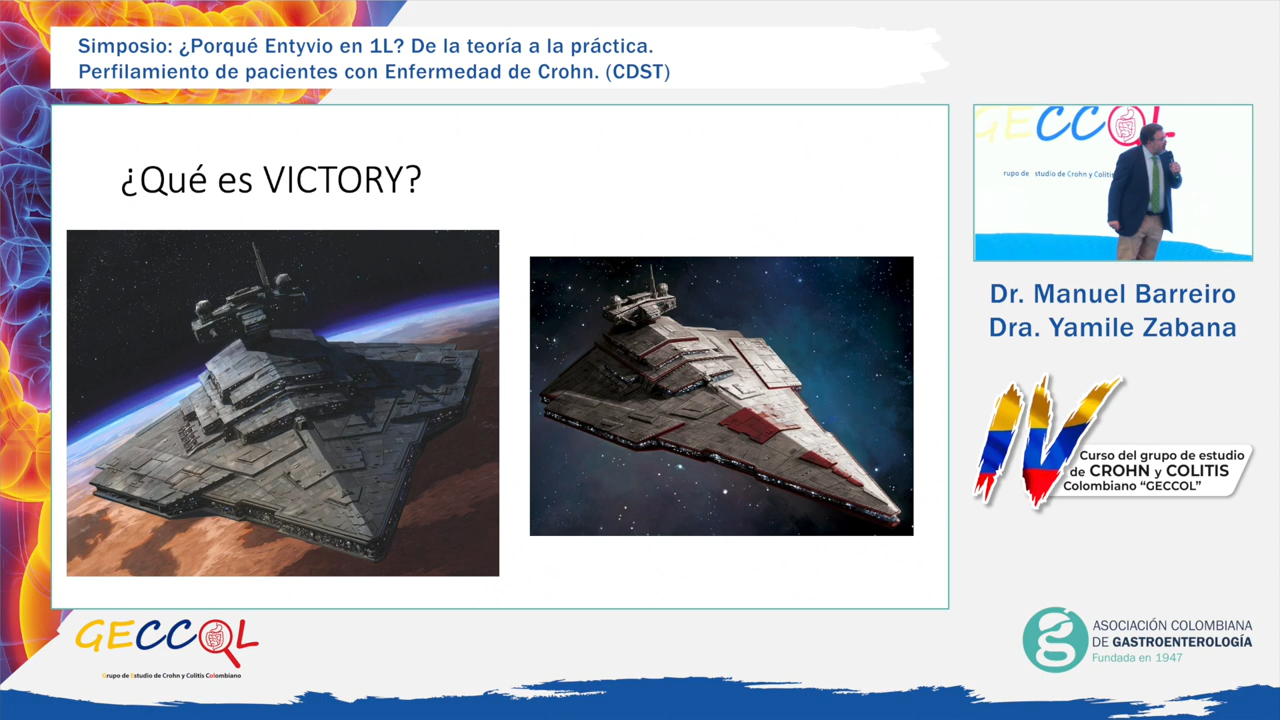 Simposio: ¿Porqué Entyvio en 1L? De la teoría a la práctica.
Perfilamiento de pacientes con Enfermedad de Crohn. (CDST)
¿Qué es VICTORY?
GECCOL
rupo de studio de Crohn y Colitis
Dr. Manuel Barreiro
Dra. Yamile Zabana
IV
Curso del grupo de estudio
de CROHN y COLITIS
Colombiano “GECCOL”
GECCOL
Grupo de Estudio de Crohn y Colitis Colombiano
ASOCIACIÓN COLOMBIANA
DE GASTROENTEROLOGÍA
Fundada en 1947